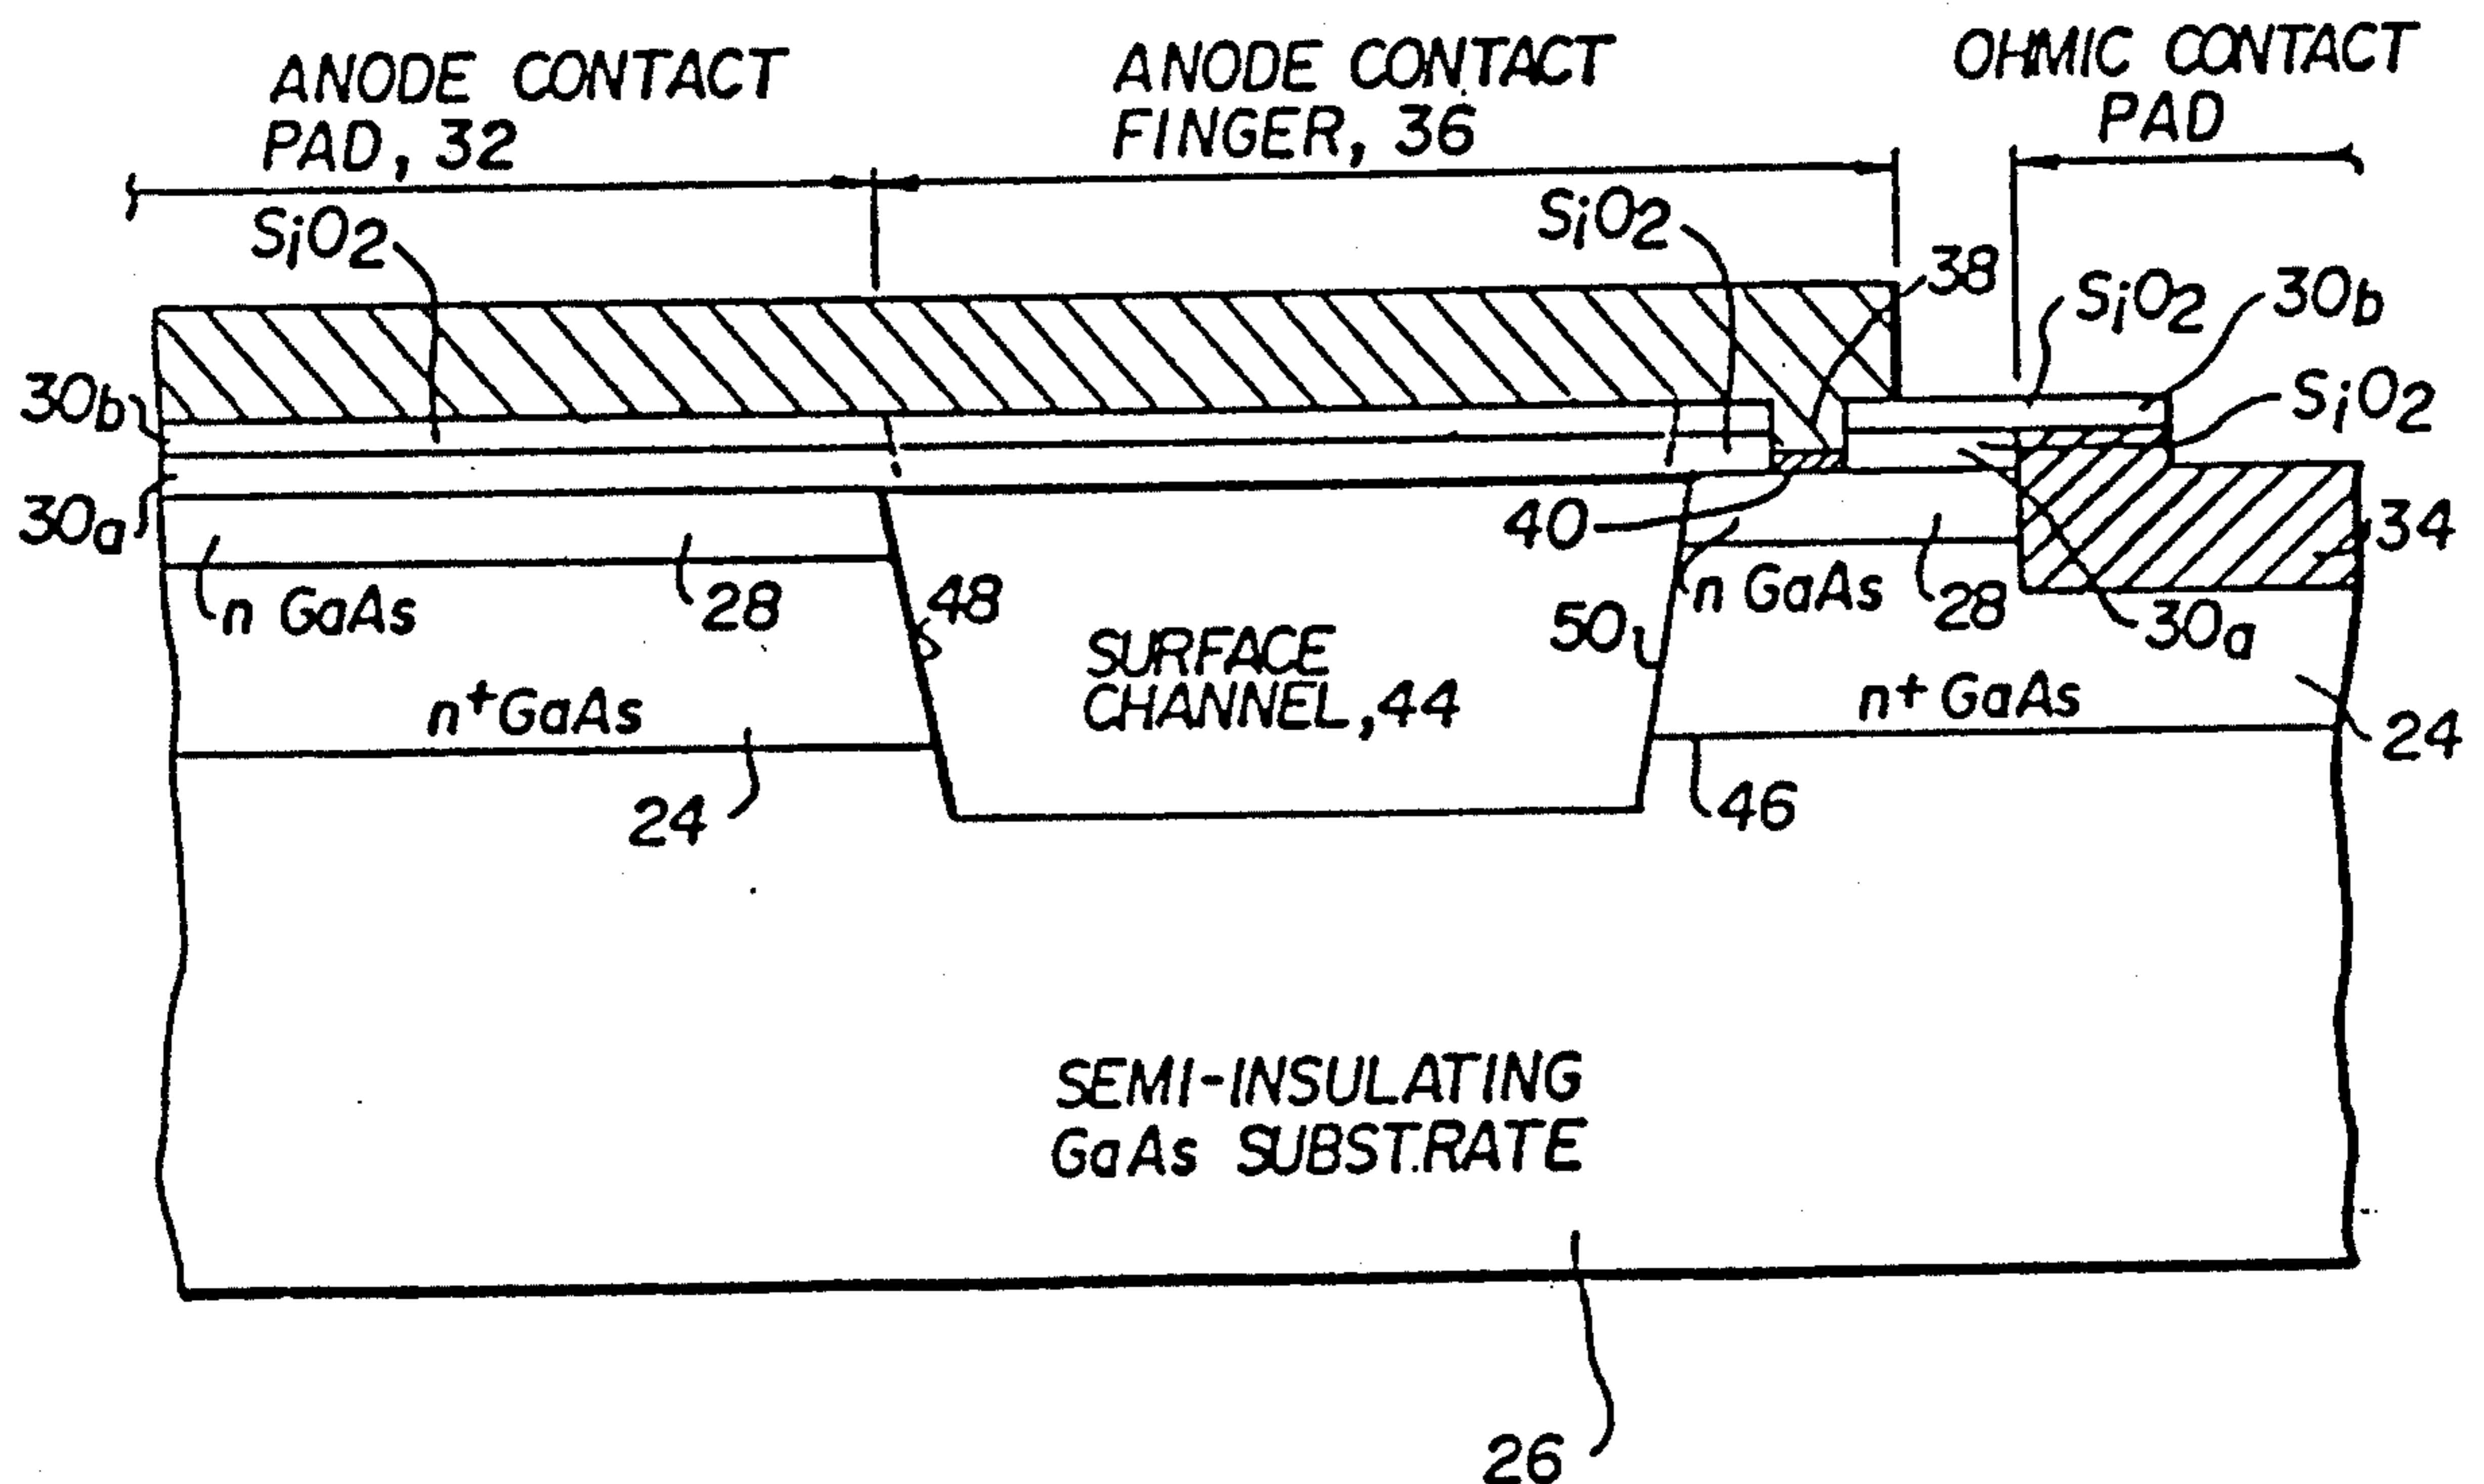 ANODE CONTACT
PAD, 32
ANODE CONTACT
FINGER, 36
OHMIC CONTACT
PAD
SiO2
SiO2
38
SiO2
30b
30b
SiO2
30a
40
34
n GaAs
28
48
50
n GaAs
28
30a
SURFACE
CHANNEL,44
n+GaAs
n+ GaAs
24
24
46
SEMI-INSULATING
GaAs SUBST.RATE
26